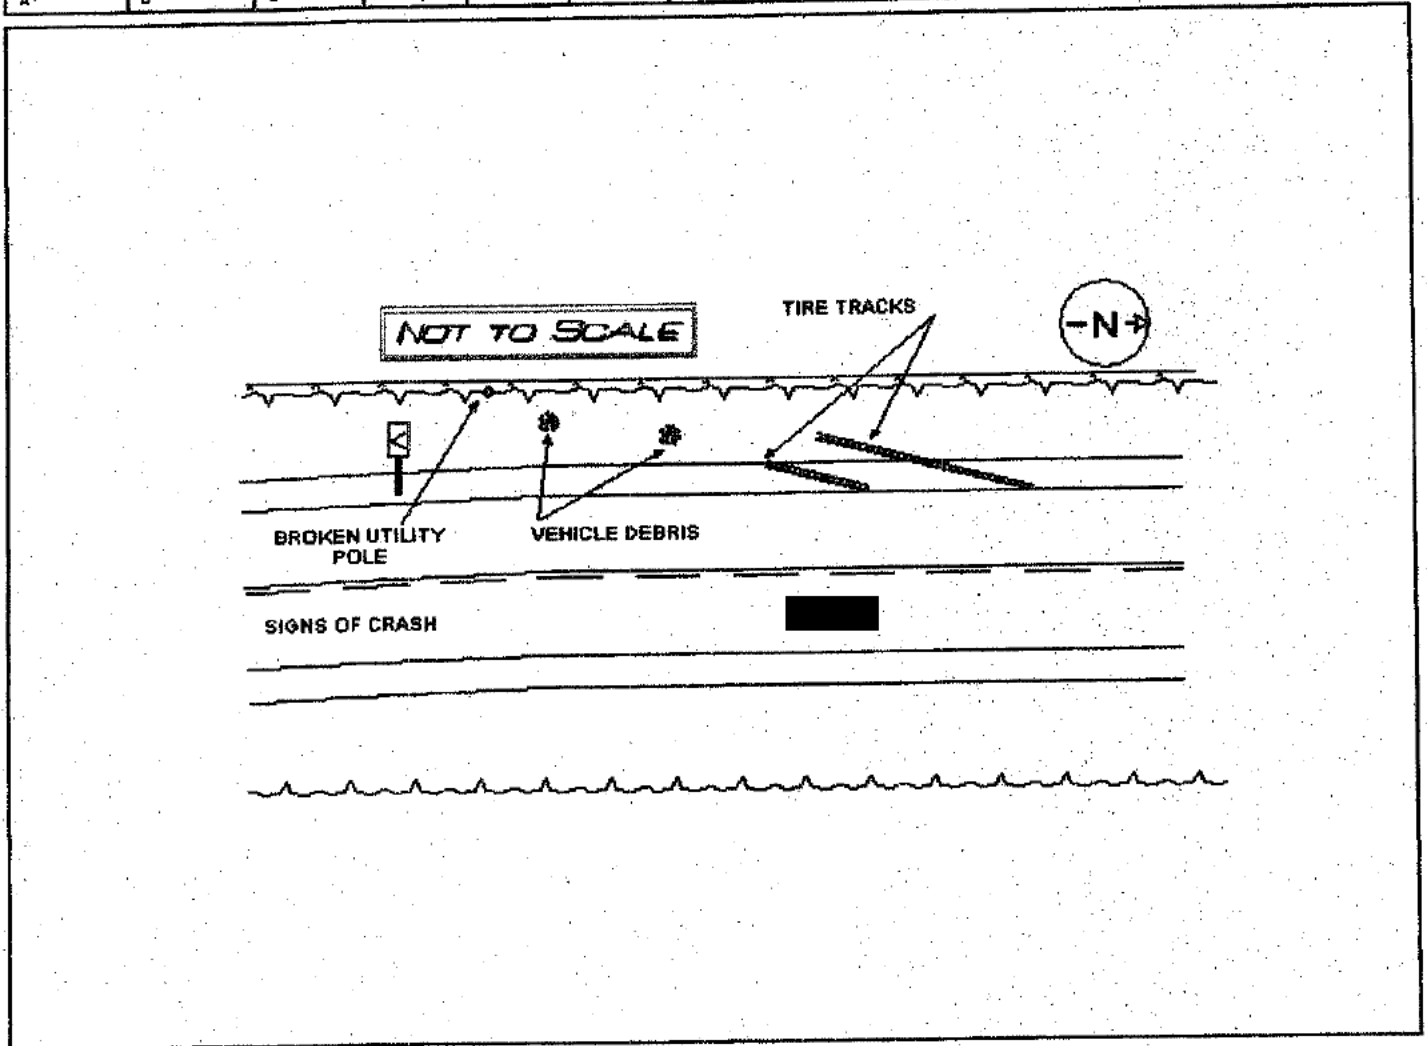 NOT TO SCALE
TIRE TRACKS
-N→
BROKEN UTILITY
POLE
VEHICLE DEBRIS
SIGNS OF CRASH